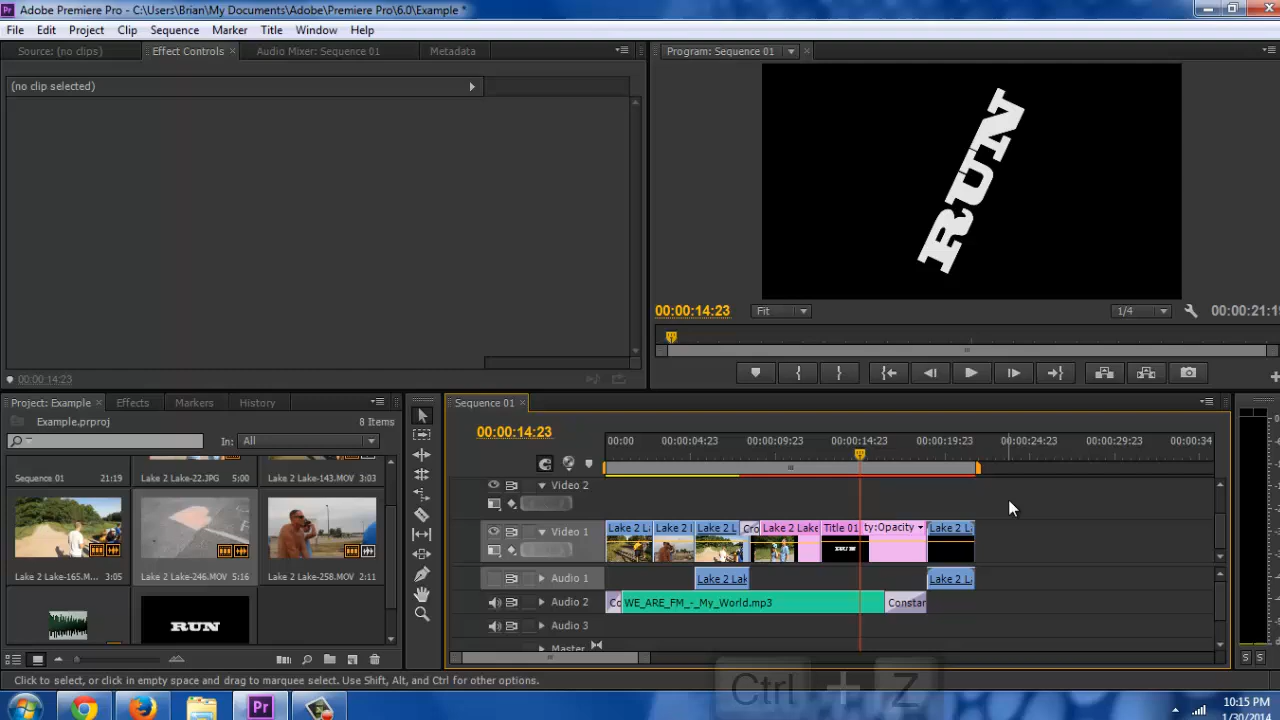 Adobe Premiere Pro - C:\Users\Brian\My Documents\Adobe\Premiere Pro\6.0\Example *
File Edit Project Clip Sequence Marker Title Window Help
Source: (no clips) Effect Controls × Audio Mixer: Sequence 01 Metadata
Program: Sequence 01
(no clip selected)
RUN
00:00:14:23
Fit
1/4
00:00:21:1
00:00:14:23
Project: Example × Effects Markers History
Example.prproj
8 Items
In: All
Sequence 01 21:19
Lake 2 Lake-22.JPG 5:00
Lake 2 Lake-143.MOV 3:03
Lake 2 Lake-165.M... 3:05
Lake 2 Lake-246.MOV 5:16
Lake 2 Lake-258.MOV 2:11
RUN
Sequence 01 ×
00:00:14:23
00:00 00:00:04:23 00:00:09:23 00:00:14:23 00:00:19:23 00:00:24:23 00:00:29:23 00:00:34
Video 2
Video 1
Lake 2 L Lake 2 L Lake 2 L Cro Lake 2 Lake Title 01 ty:Opacity Lake 2 L
RUN
Audio 1
Lake 2 Lak Lake 2 L
Audio 2
Co WE_ARE_FM_-_My_World.mp3 Constar
Audio 3
Master
Click to select, or click in empty space and drag to marquee select. Use Shift, Alt, and Ctrl for other options.
S S
Ctrl + Z
Pr
10:15 PM
1/30/2014